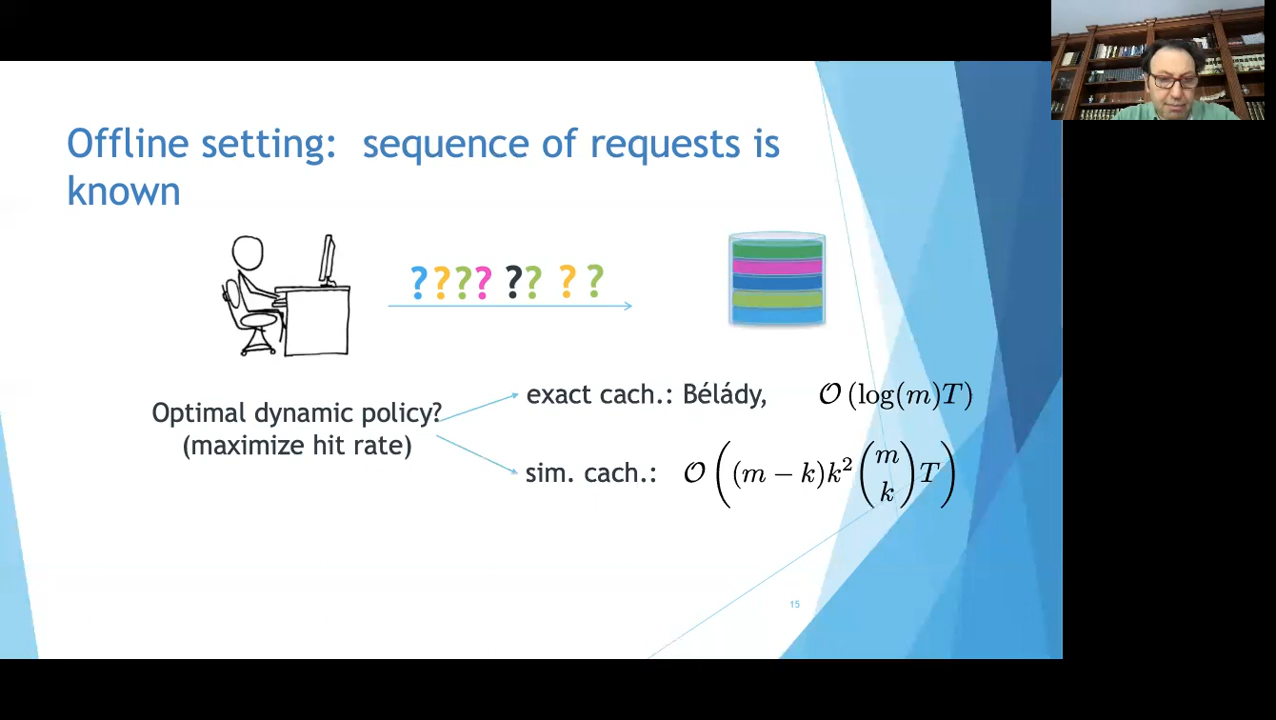 Offline setting: sequence of requests is
known
???? ?? ? ?
Optimal dynamic policy?
(maximize hit rate)
exact cach.: Bélády, 𝒪 (log(m)T)
sim. cach.: 𝒪 ((m − k)k² (m k) T)
15